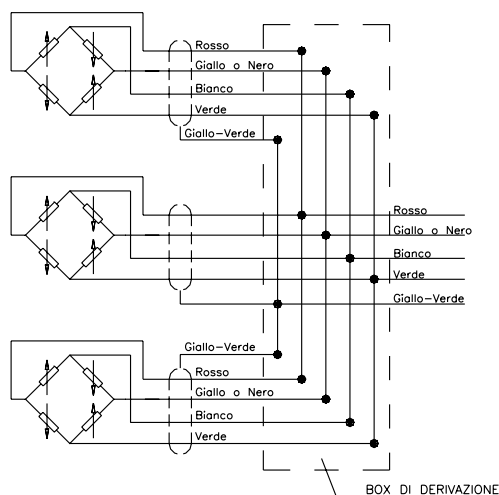 Rosso
Giallo o Nero
Bianco
Verde
Giallo-Verde
Rosso
Giallo o Nero
Bianco
Verde
Giallo-Verde
Giallo-Verde
Rosso
Giallo o Nero
Bianco
Verde
BOX DI DERIVAZIONE